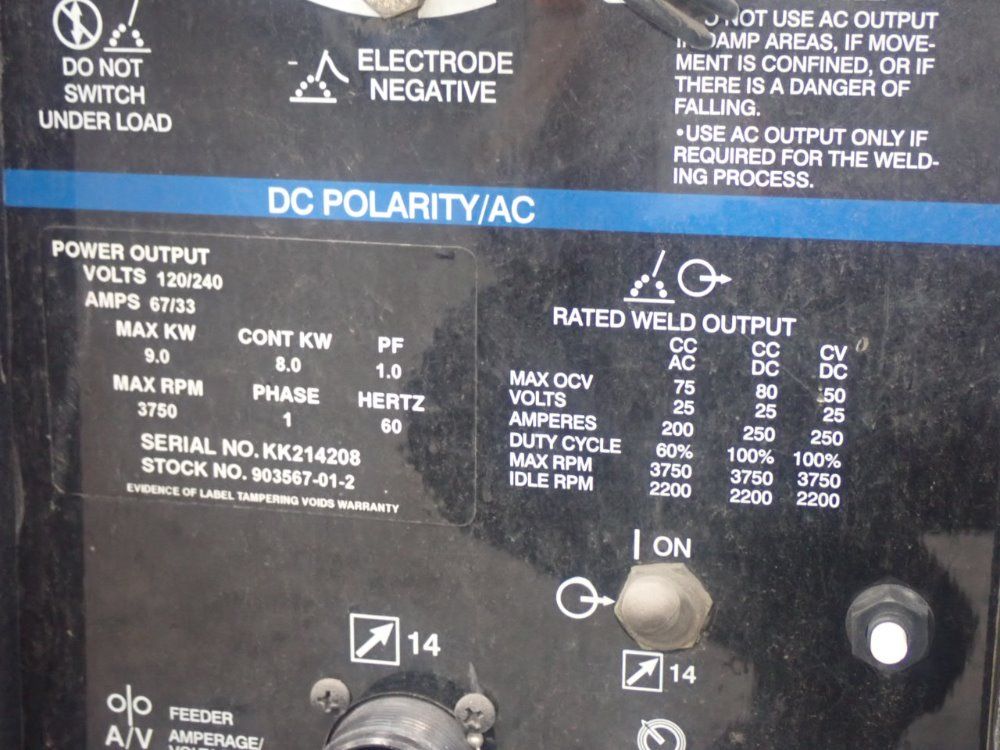 DO NOT
SWITCH
UNDER LOAD
ELECTRODE
NEGATIVE
NOT USE AC OUTPUT
DAMP AREAS, IF MOVE-
MENT IS CONFINED, OR IF
THERE IS A DANGER OF
FALLING.
•USE AC OUTPUT ONLY IF
REQUIRED FOR THE WELD-
ING PROCESS.
DC POLARITY/AC
POWER OUTPUT
VOLTS 120/240
AMPS 67/33
MAX KW CONT KW PF
9.0 8.0 1.0
MAX RPM PHASE HERTZ
3750 1 60
SERIAL NO. KK214208
STOCK NO. 903567-01-2
EVIDENCE OF LABEL TAMPERING VOIDS WARRANTY
RATED WELD OUTPUT
CC CC CV
AC DC DC
MAX OCV 75 80 50
VOLTS 25 25 25
AMPERES 200 250 250
DUTY CYCLE 60% 100% 100%
MAX RPM 3750 3750 3750
IDLE RPM 2200 2200 2200
ON
14
14
FEEDER
A/V AMPERAGE/